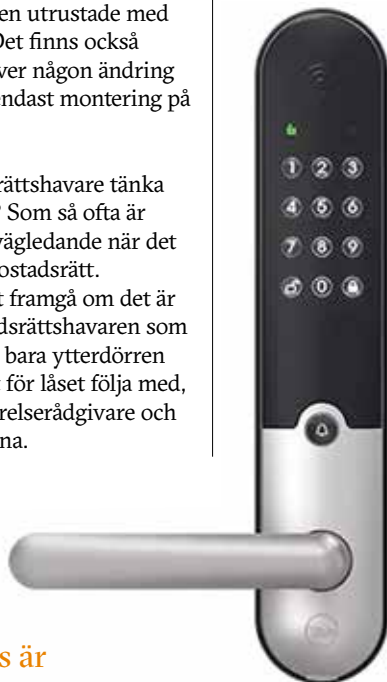 en utrustade med
Det finns också
ver någon ändring
endast montering på
rättshavare tänka
? Som så ofta är
vägledande när det
ostadsrätt.
t framgå om det är
dsrättshavaren som
bara ytterdörren
t för låset följa med,
relserådgivare och
na.
s är
1 2 3
4 5 6
7 8 9
0